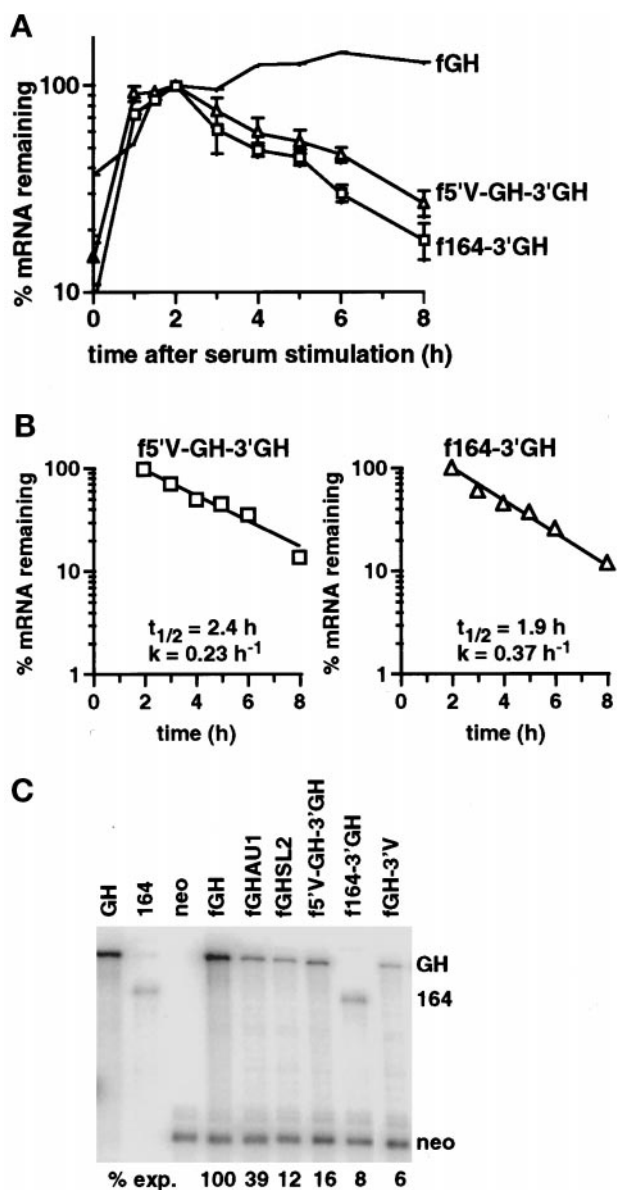 A
% mRNA remaining
100
10
fGH
f5'V-GH-3'GH
f164-3'GH
0 2 4 6 8
time after serum stimulation (h)
B
f5'V-GH-3'GH
% mRNA remaining
100
10
1
t1/2 = 2.4 h
k = 0.23 h-1
0 2 4 6 8
time (h)
f164-3'GH
% mRNA remaining
100
10
1
t1/2 = 1.9 h
k = 0.37 h-1
0 2 4 6 8
time (h)
C
GH
164
neo
fGH
fGHAU1
fGHSL2
f5'V-GH-3'GH
f164-3'GH
fGH-3'V
GH
164
neo
% exp. 100 39 12 16 8 6